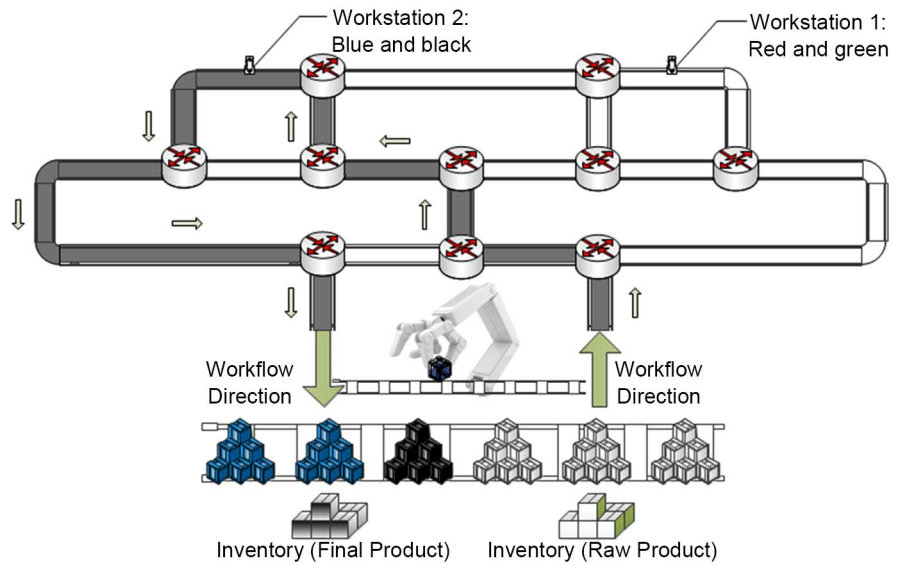 Workstation 2:
Blue and black
Workstation 1:
Red and green
Workflow
Direction
Workflow
Direction
Inventory (Final Product)
Inventory (Raw Product)